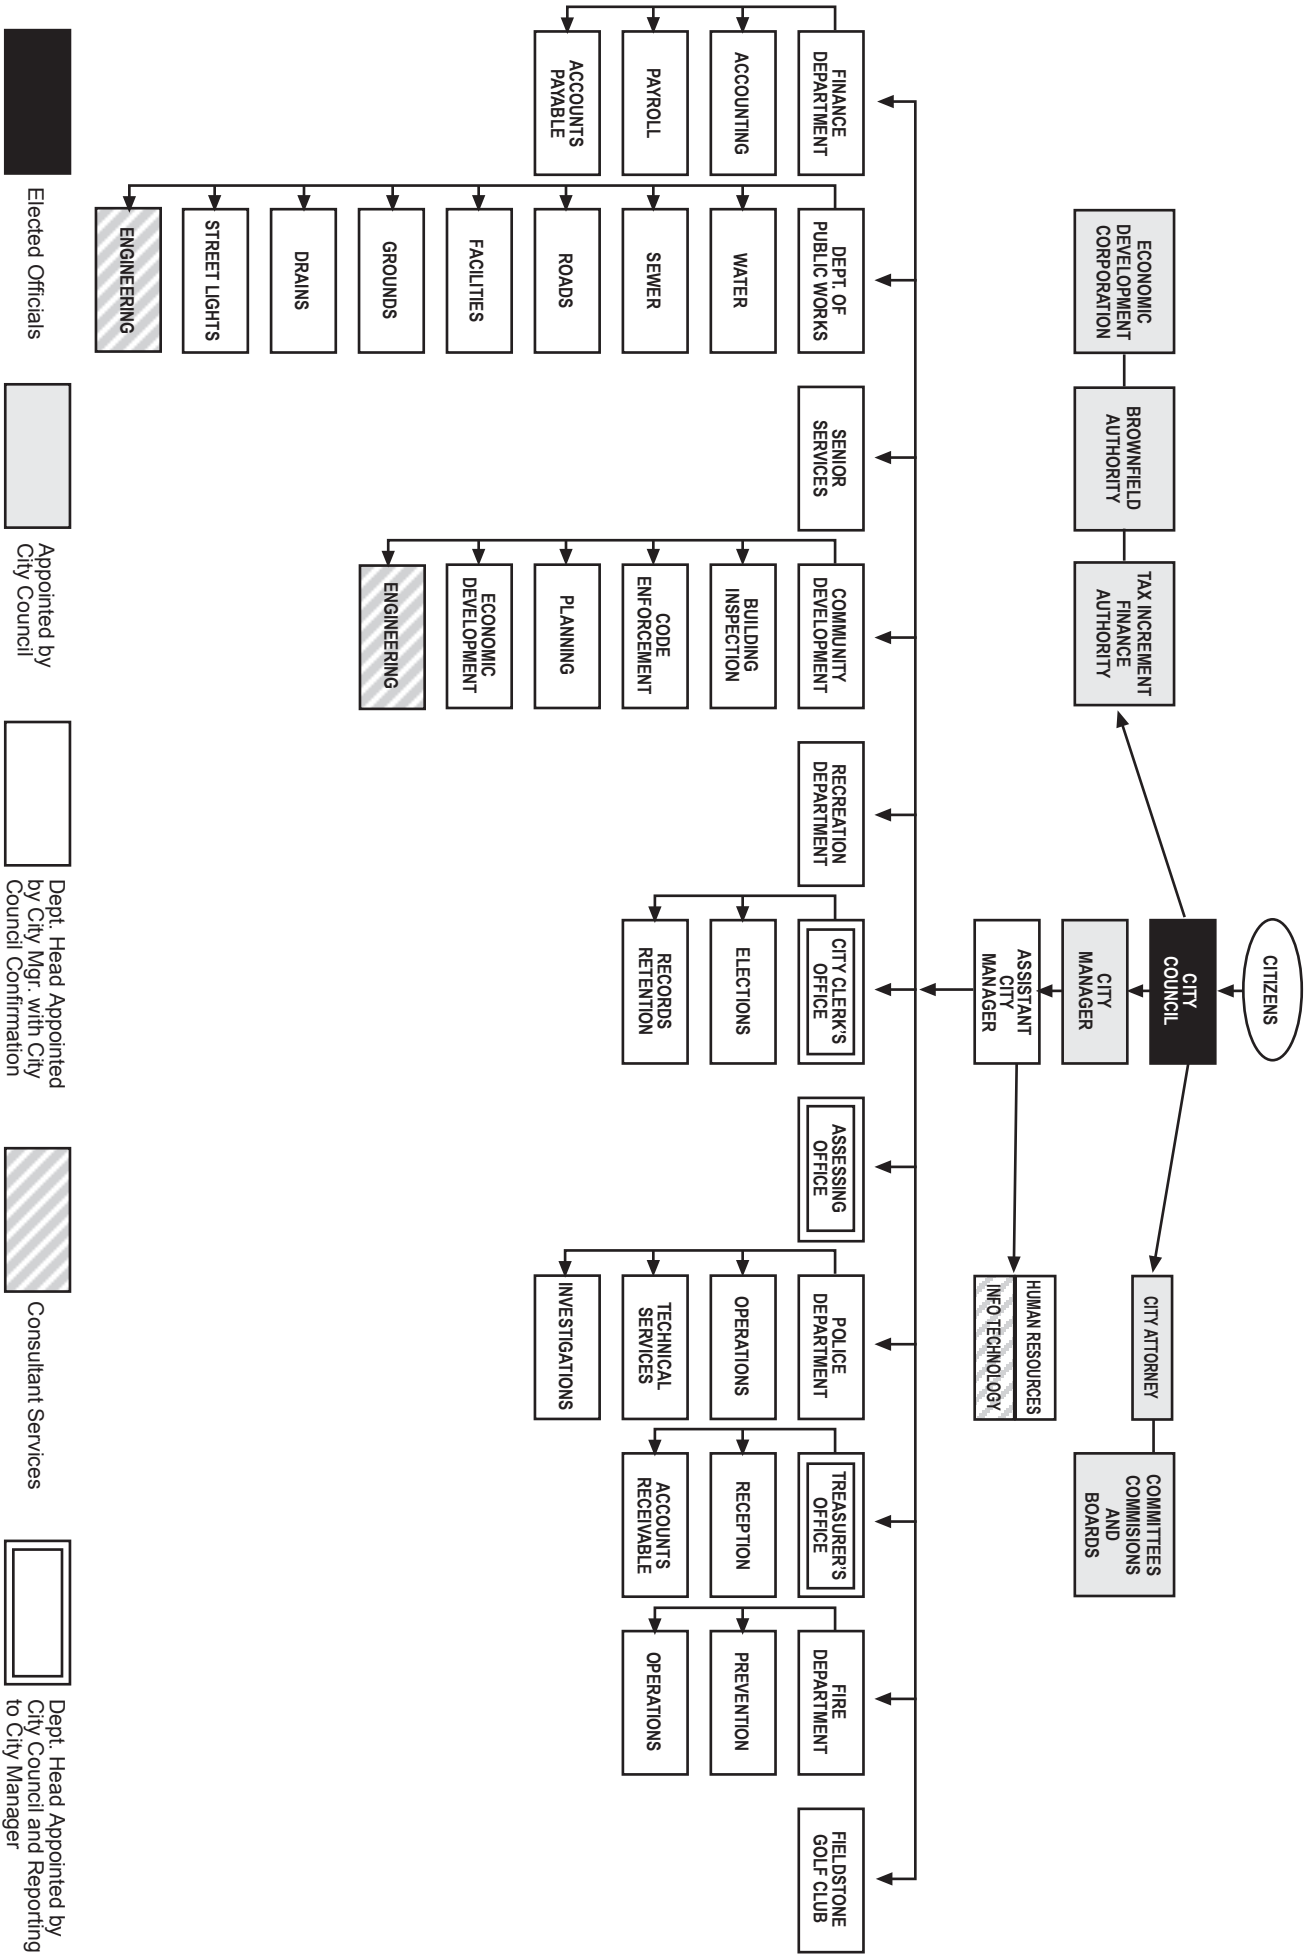 CITIZENS
CITY
COUNCIL
CITY
MANAGER
ASSISTANT
CITY
MANAGER
ECONOMIC
DEVELOPMENT
CORPORATION
BROWNFIELD
AUTHORITY
TAX INCREMENT
FINANCE
AUTHORITY
CITY ATTORNEY
COMMITTEES
COMMISIONS
AND
BOARDS
HUMAN RESOURCES
INFO TECHNOLOGY
FINANCE
DEPARTMENT
ACCOUNTING
PAYROLL
ACCOUNTS
PAYABLE
DEPT. OF
PUBLIC WORKS
WATER
SEWER
ROADS
FACILITIES
GROUNDS
DRAINS
STREET LIGHTS
ENGINEERING
SENIOR
SERVICES
COMMUNITY
DEVELOPMENT
BUILDING
INSPECTION
CODE
ENFORCEMENT
PLANNING
ECONOMIC
DEVELOPMENT
ENGINEERING
RECREATION
DEPARTMENT
CITY CLERK'S
OFFICE
ELECTIONS
RECORDS
RETENTION
ASSESSING
OFFICE
POLICE
DEPARTMENT
OPERATIONS
TECHNICAL
SERVICES
INVESTIGATIONS
TREASURER'S
OFFICE
RECEPTION
ACCOUNTS
RECEIVABLE
FIRE
DEPARTMENT
PREVENTION
OPERATIONS
FIELDSTONE
GOLF CLUB
Elected Officials
Appointed by
City Council
Dept. Head Appointed
by City Mgr. with City
Council Confirmation
Consultant Services
Dept. Head Appointed by
City Council and Reporting
to City Manager